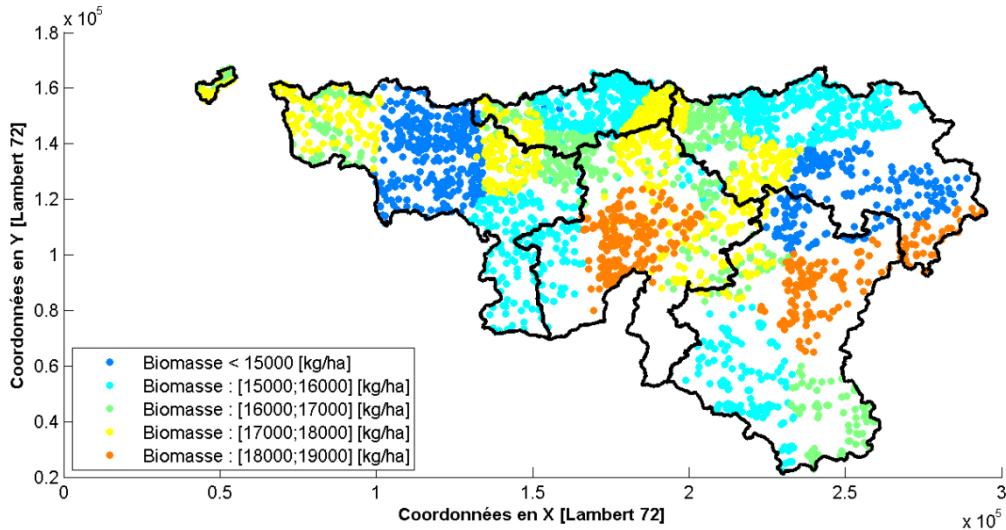 x 10^5
1.8
1.6
1.4
1.2
1
0.8
0.6
0.4
0.2
Coordonnées en Y [Lambert 72]
Biomasse < 15000 [kg/ha]
Biomasse : [15000;16000] [kg/ha]
Biomasse : [16000;17000] [kg/ha]
Biomasse : [17000;18000] [kg/ha]
Biomasse : [18000;19000] [kg/ha]
0 0.5 1 1.5 2 2.5 3
Coordonnées en X [Lambert 72]
x 10^5